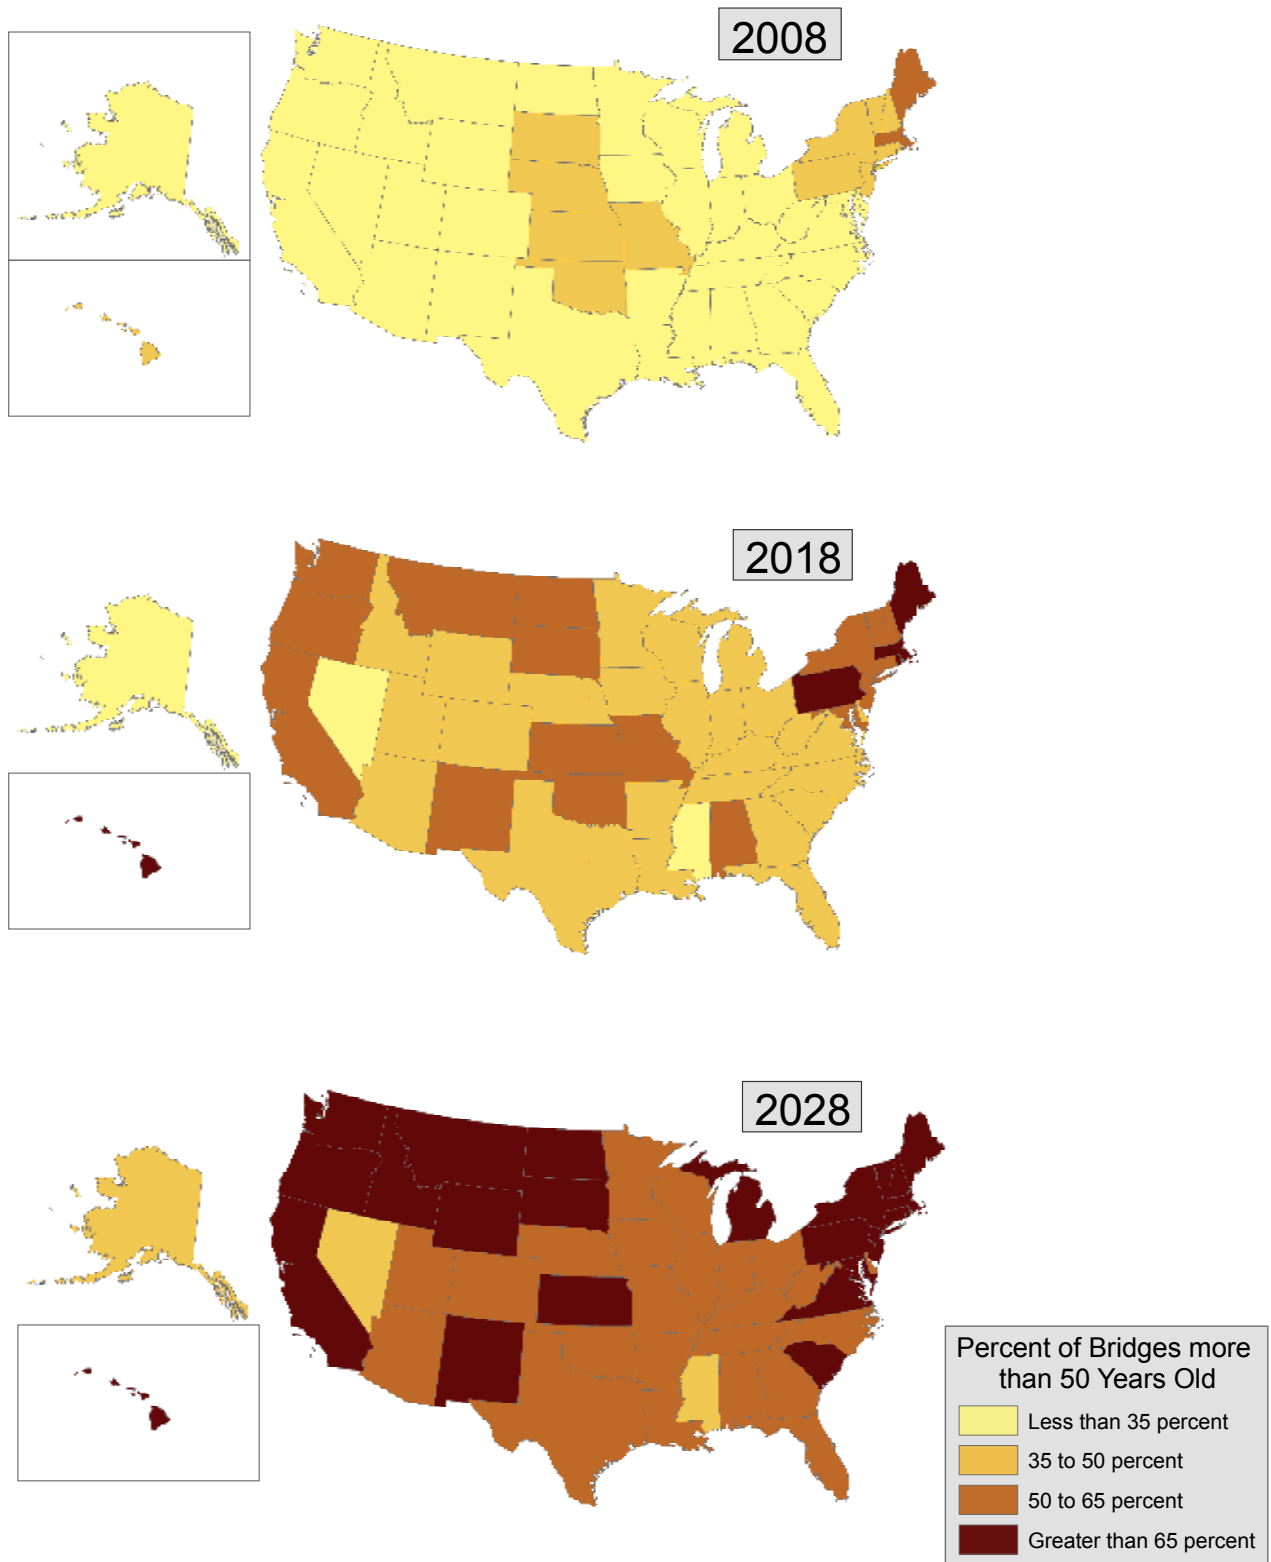 2008
2018
2028
Percent of Bridges more
than 50 Years Old
Less than 35 percent
35 to 50 percent
50 to 65 percent
Greater than 65 percent